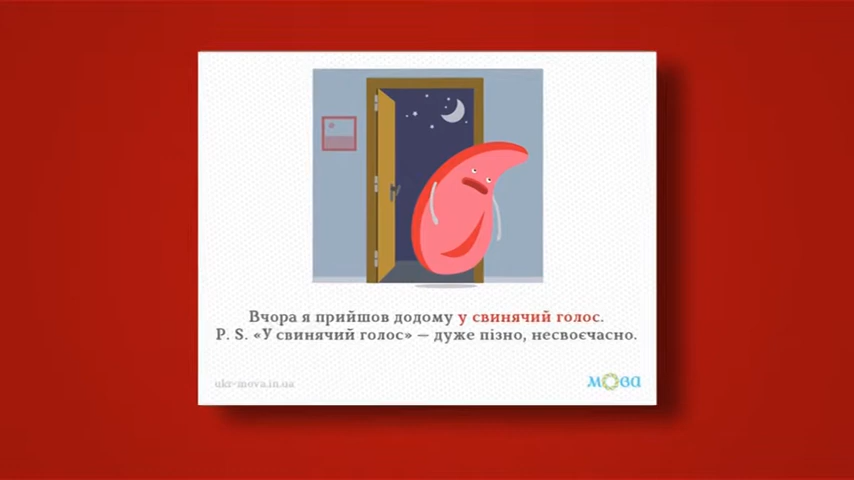 Вчора я прийшов додому у свинячий голос.
P. S. «У свинячий голос» — дуже пізно, несвоєчасно.
ukr-mova.in.ua
мова